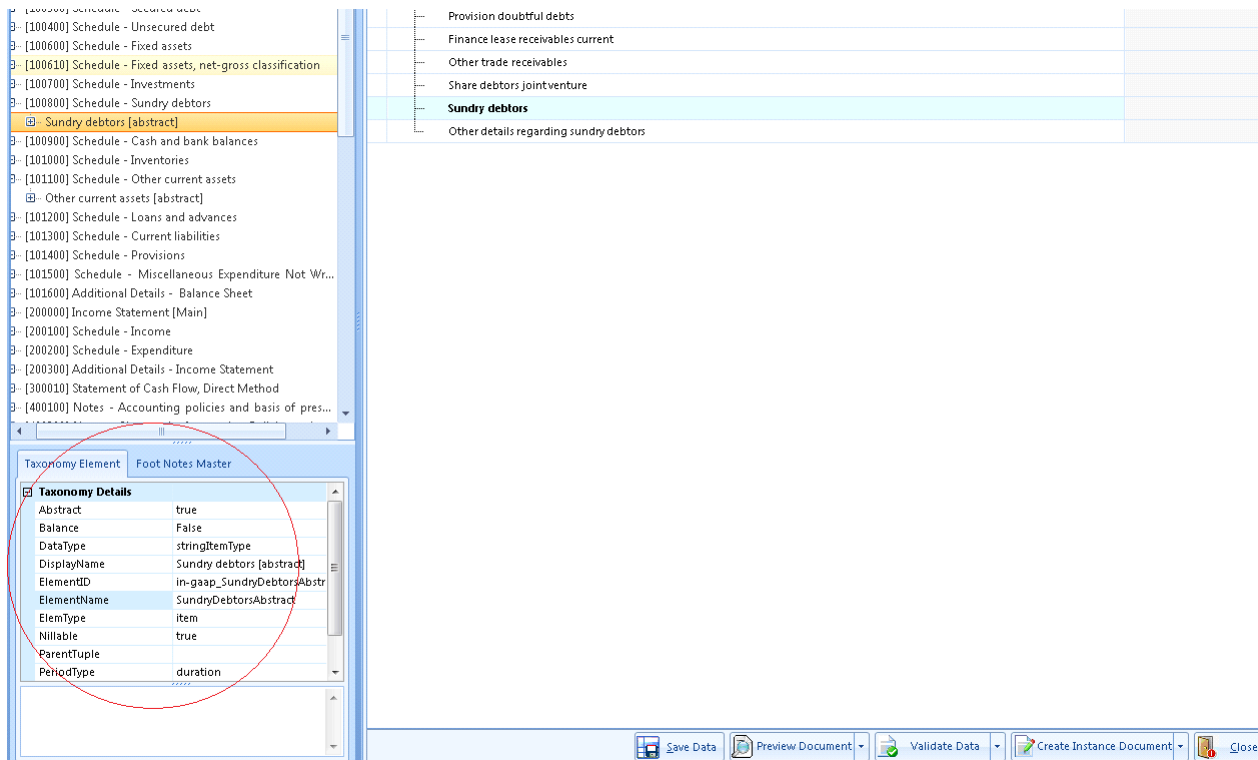 [100400] Schedule - Unsecured debt
[100600] Schedule - Fixed assets
[100610] Schedule - Fixed assets, net-gross classification
[100700] Schedule - Investments
[100800] Schedule - Sundry debtors
Sundry debtors [abstract]
[100900] Schedule - Cash and bank balances
[101000] Schedule - Inventories
[101100] Schedule - Other current assets
Other current assets [abstract]
[101200] Schedule - Loans and advances
[101300] Schedule - Current liabilities
[101400] Schedule - Provisions
[101500] Schedule - Miscellaneous Expenditure Not Wr...
[101600] Additional Details - Balance Sheet
[200000] Income Statement [Main]
[200100] Schedule - Income
[200200] Schedule - Expenditure
[200300] Additional Details - Income Statement
[300010] Statement of Cash Flow, Direct Method
[400100] Notes - Accounting policies and basis of pres...
Provision doubtful debts
Finance lease receivables current
Other trade receivables
Share debtors joint venture
Sundry debtors
Other details regarding sundry debtors
Taxonomy Element Foot Notes Master
Taxonomy Details
Abstract true
Balance False
DataType stringItemType
DisplayName Sundry debtors [abstract]
ElementID in-gaap_SundryDebtorsAbstr
ElementName SundryDebtorsAbstract
ElemType item
Nillable true
ParentTuple
PeriodType duration
Save Data Preview Document Validate Data Create Instance Document Close